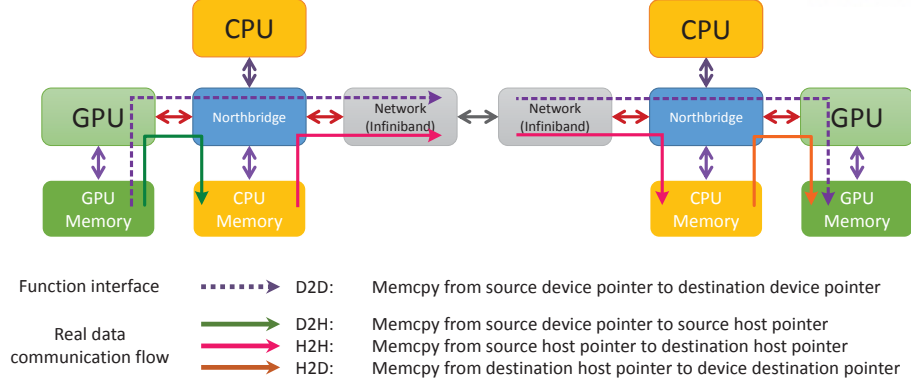 CPU
CPU
GPU
Northbridge
Network
(Infiniband)
Network
(Infiniband)
Northbridge
GPU
GPU
Memory
CPU
Memory
CPU
Memory
GPU
Memory
Function interface
D2D: Memcpy from source device pointer to destination device pointer
Real data
communication flow
D2H: Memcpy from source device pointer to source host pointer
H2H: Memcpy from source host pointer to destination host pointer
H2D: Memcpy from destination host pointer to device destination pointer